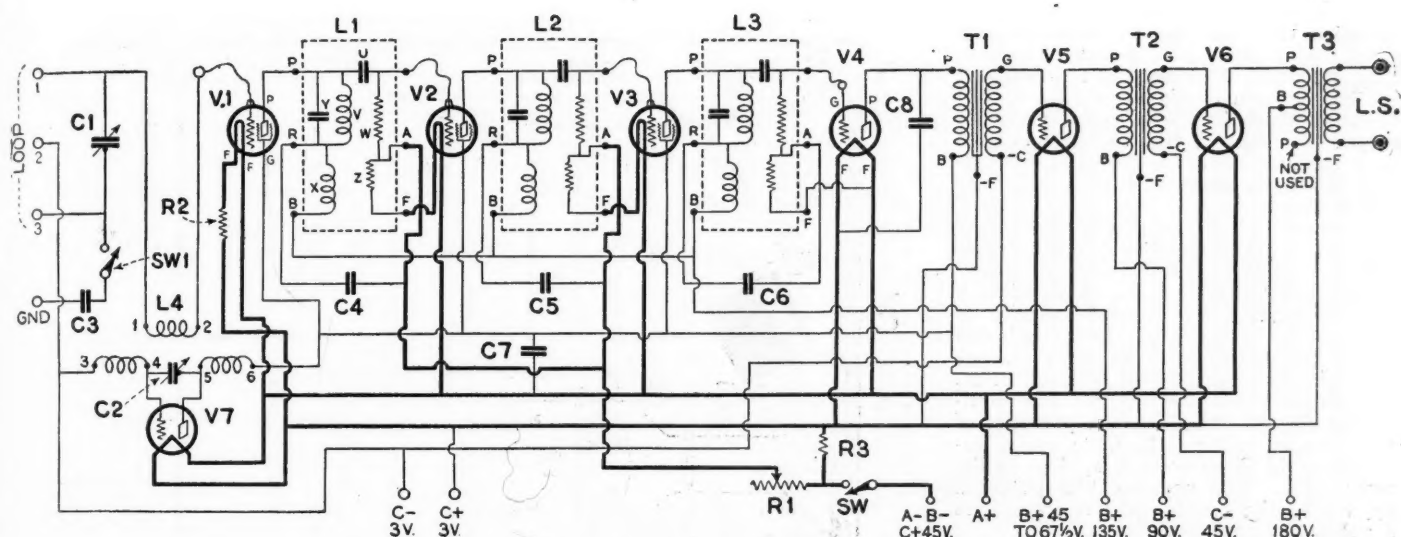 L1
L2
L3
LOOP
1
2
3
C1
SW1
C3
GND
V.1
P
F
F
G
R2
L4
1
2
3
4
5
6
C2
V7
P
R
B
U
Y
V
W
X
Z
A
F
C4
V2
P
R
B
A
F
C5
V3
P
R
B
A
F
C6
C7
V4
G
P
F
F
C8
T1
P
G
B
-C
-F
V5
T2
P
G
B
-C
-F
V6
T3
P
B
P
NOT
USED
-F
L.S.
R3
R1
SW
C-
3V.
C+
3V.
A- B-
C+45V.
A+
B+ 45
TO 67½V.
B+
135V.
B+
90V.
C-
45V.
B+
180V.